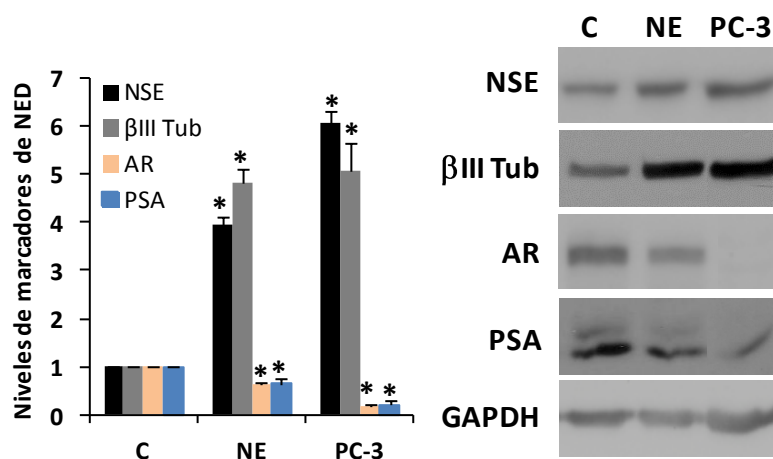 Niveles de marcadores de NED
7
6
5
4
3
2
1
0
NSE
βIII Tub
AR
PSA
* * * *
* * * *
C NE PC-3
C NE PC-3
NSE
βIII Tub
AR
PSA
GAPDH